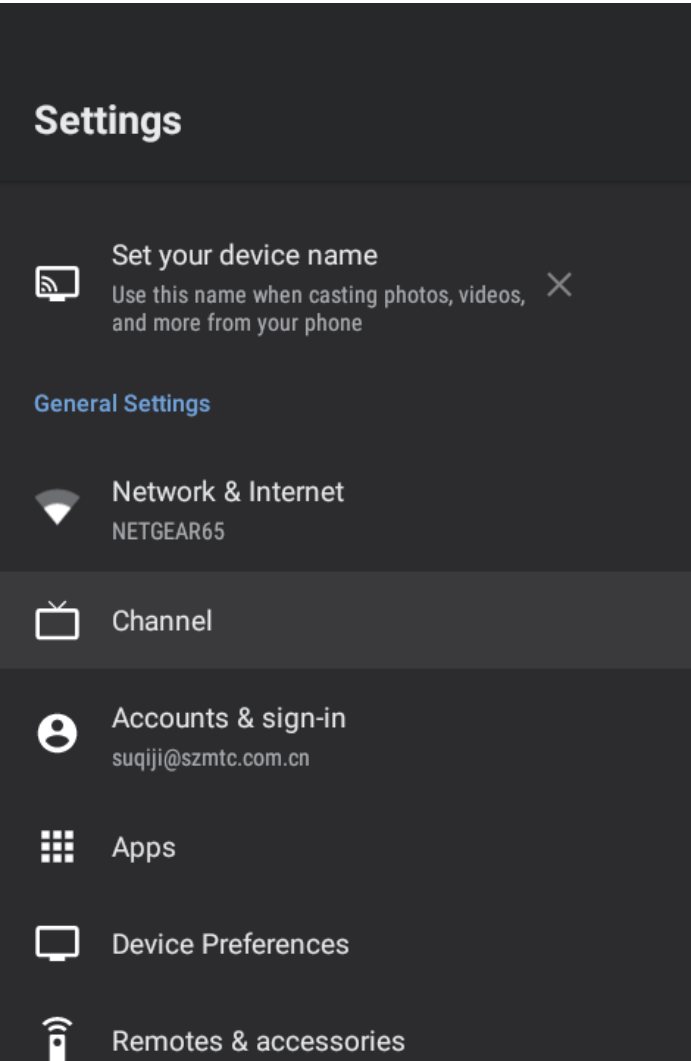 Settings
Set your device name
Use this name when casting photos, videos,
and more from your phone
General Settings
Network & Internet
NETGEAR65
Channel
Accounts & sign-in
suqiji@szmtc.com.cn
Apps
Device Preferences
Remotes & accessories